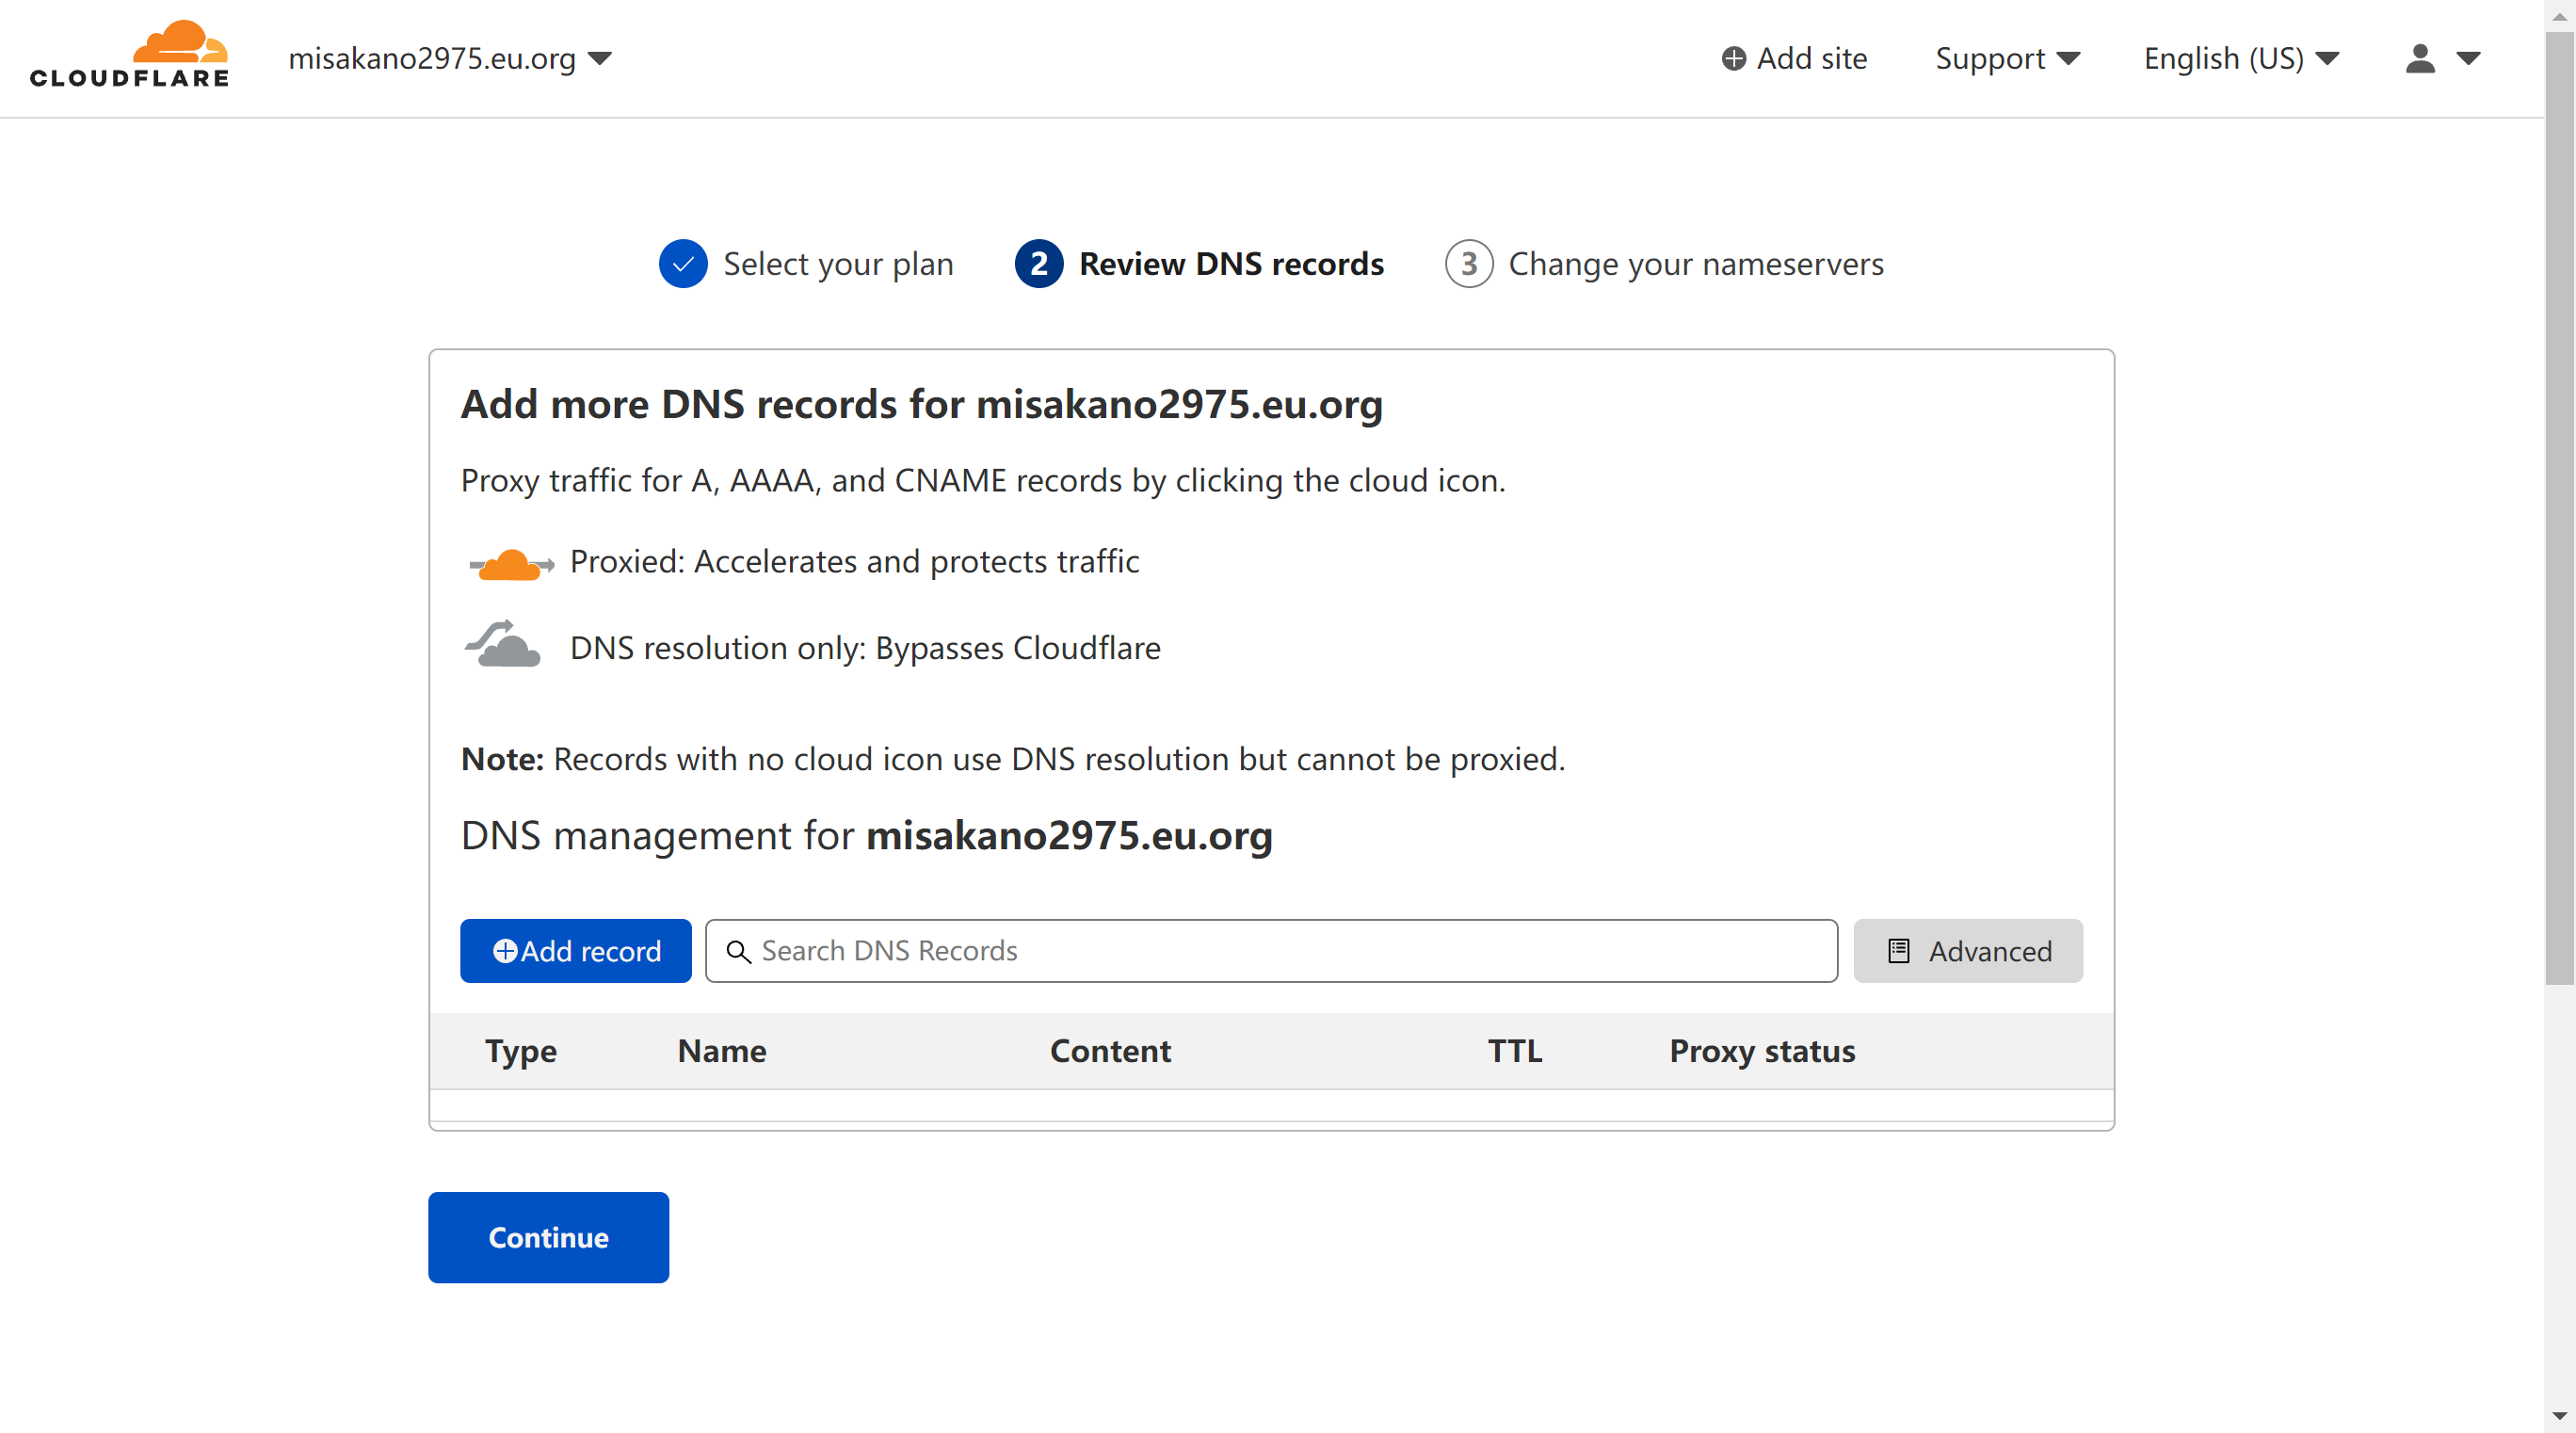 CLOUDFLARE misakano2975.eu.org Add site Support English (US)
Select your plan 2 Review DNS records 3 Change your nameservers
Add more DNS records for misakano2975.eu.org
Proxy traffic for A, AAAA, and CNAME records by clicking the cloud icon.
Proxied: Accelerates and protects traffic
DNS resolution only: Bypasses Cloudflare
Note: Records with no cloud icon use DNS resolution but cannot be proxied.
DNS management for misakano2975.eu.org
Add record Search DNS Records Advanced
Type Name Content TTL Proxy status
Continue